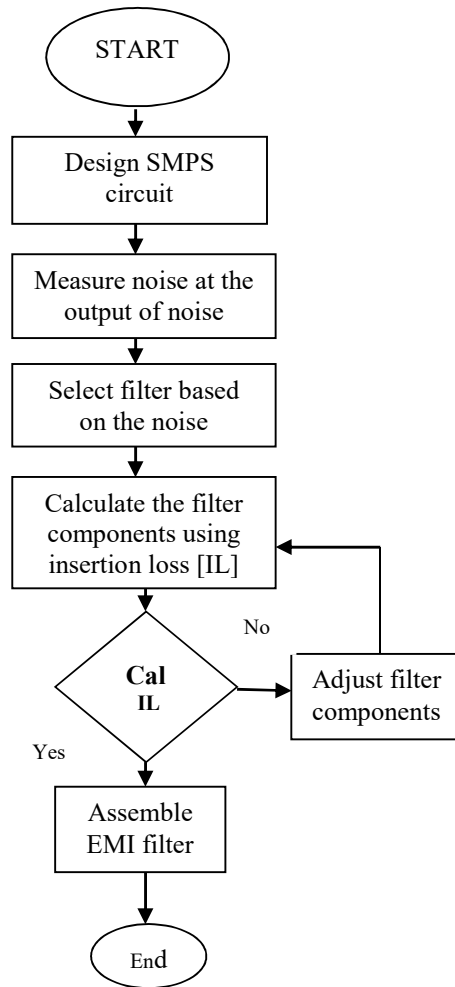 START
Design SMPS
circuit
Measure noise at the
output of noise
Select filter based
on the noise
Calculate the filter
components using
insertion loss [IL]
No
Cal
IL
Adjust filter
components
Yes
Assemble
EMI filter
End